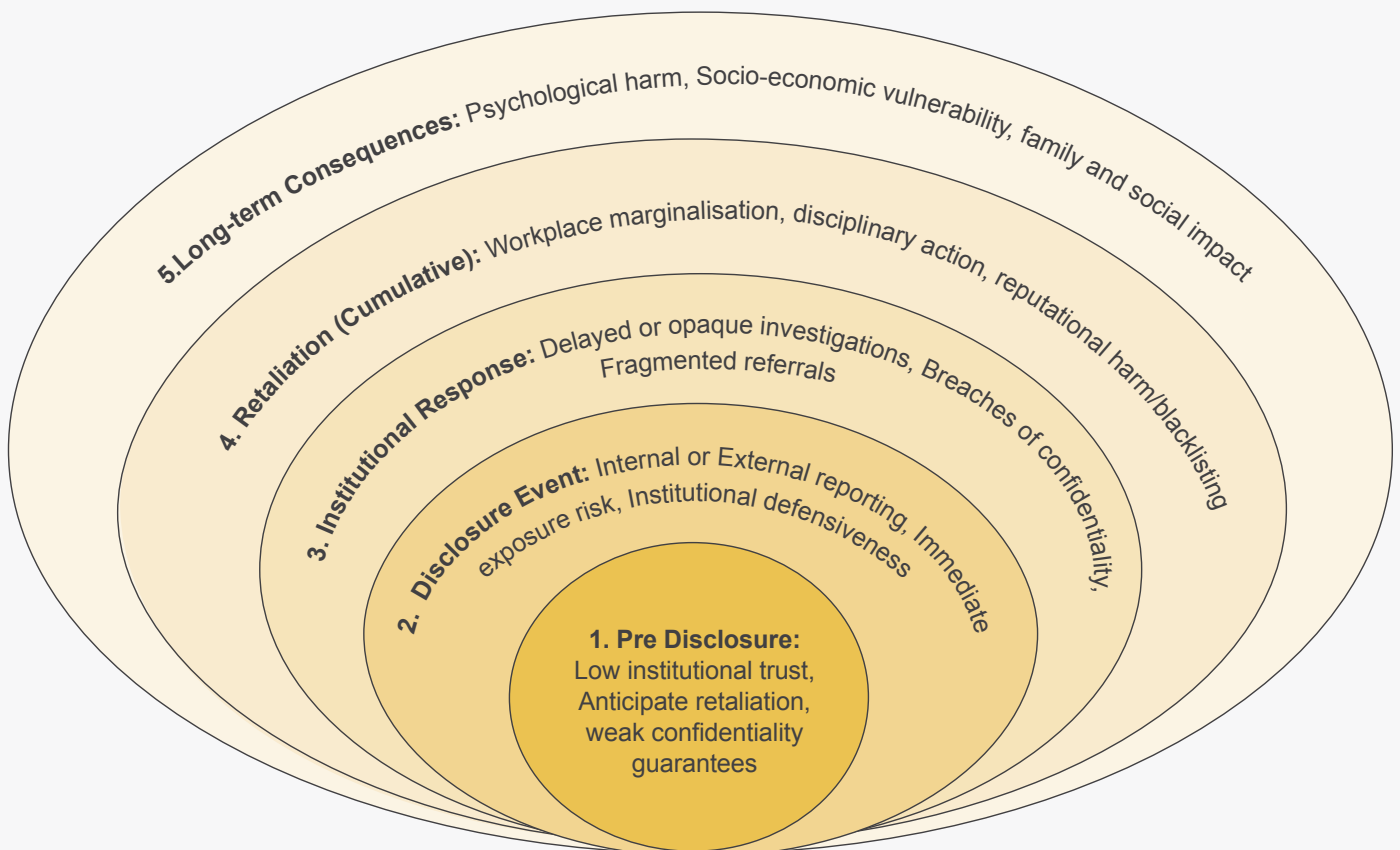 5.Long-term Consequences: Psychological harm, Socio-economic vulnerability, family and social impact
4. Retaliation (Cumulative): Workplace marginalisation, disciplinary action, reputational harm/blacklisting
3. Institutional Response: Delayed or opaque investigations, Breaches of confidentiality,
Fragmented referrals
2. Disclosure Event: Internal or External reporting, Immediate
exposure risk, Institutional defensiveness
1. Pre Disclosure:
Low institutional trust,
Anticipate retaliation,
weak confidentiality
guarantees